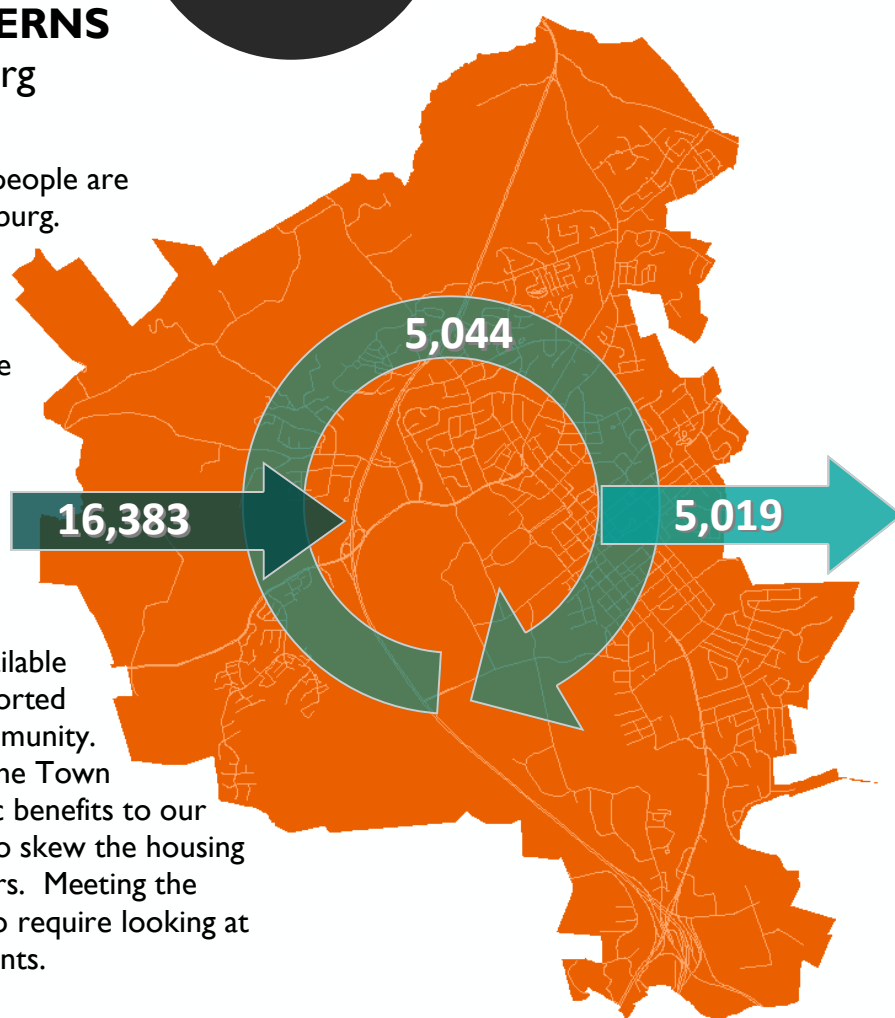 ERNS
rg
people are
burg.
5,044
e
16,383
5,019
ilable
orted
munity.
he Town
c benefits to our
o skew the housing
rs. Meeting the
o require looking at
nts.